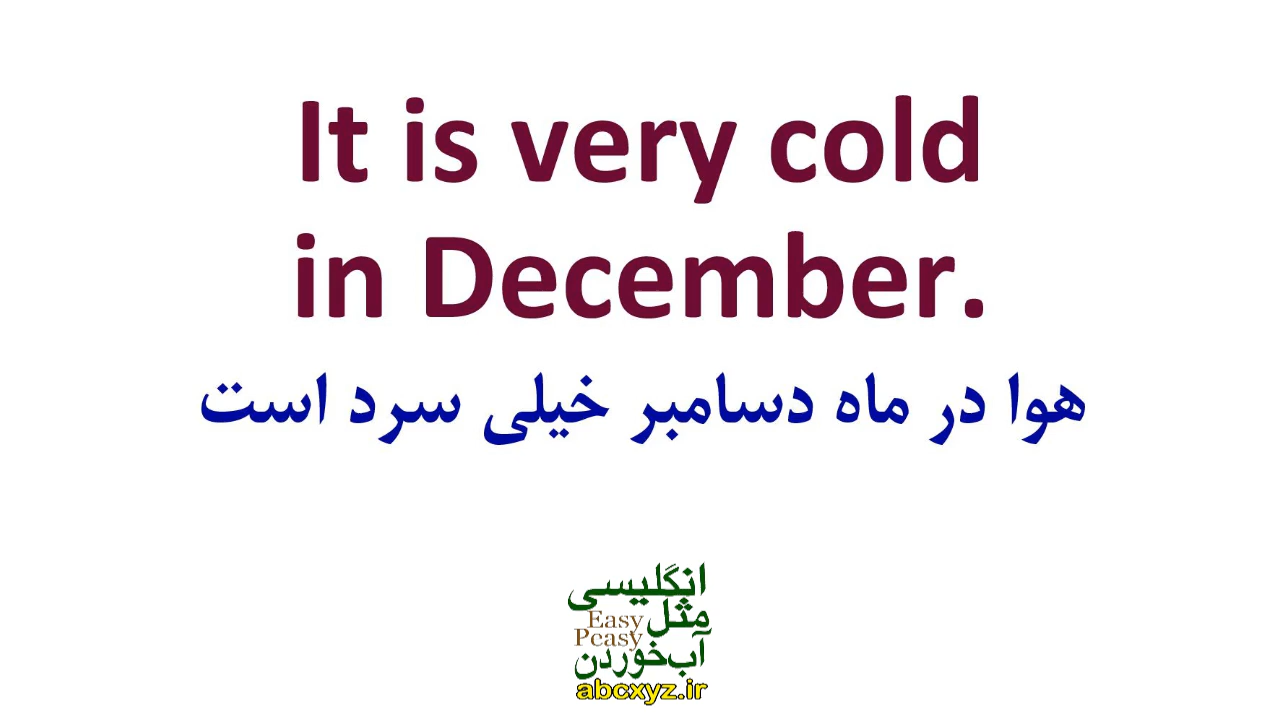 It is very cold
in December.
هوا در ماه دسامبر خیلی سرد است
انگلیسی
مثل
Easy
Peasy
آب‌خوردن
abcxyz.ir